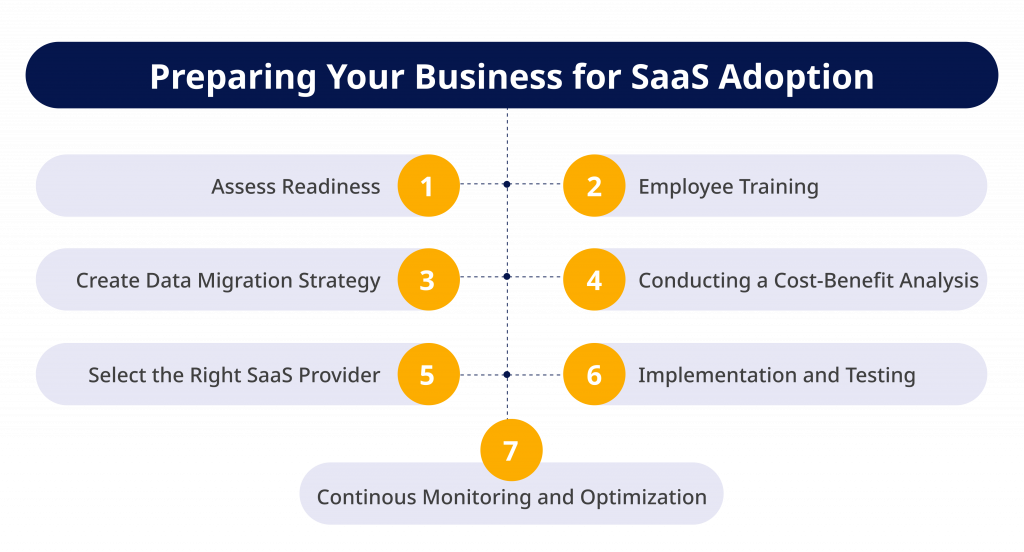 Preparing Your Business for SaaS Adoption
Assess Readiness 1
2 Employee Training
Create Data Migration Strategy 3
4 Conducting a Cost-Benefit Analysis
Select the Right SaaS Provider 5
6 Implementation and Testing
7
Continous Monitoring and Optimization